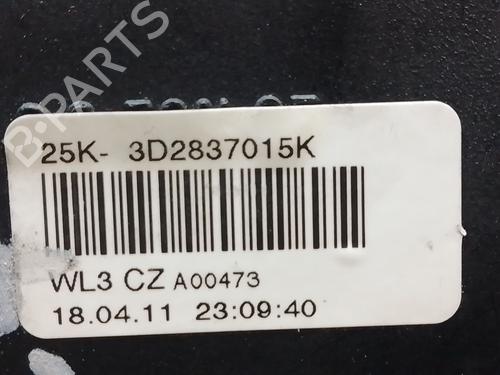 B-PARTS
25K- 3D2837015K
WL3 CZ A00473
18.04.11 23:09:40